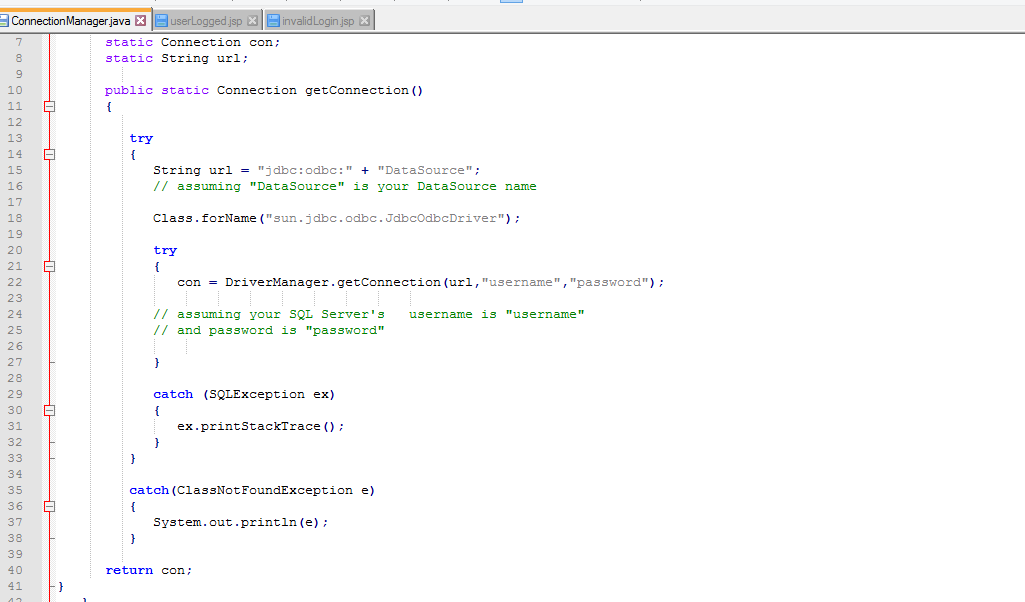 ConnectionManager.java userLogged.jsp invalidLogin.jsp
7 static Connection con;
8 static String url;
9
10 public static Connection getConnection()
11 {
12
13 try
14 {
15 String url = "jdbc:odbc:" + "DataSource";
16 // assuming "DataSource" is your DataSource name
17
18 Class.forName("sun.jdbc.odbc.JdbcOdbcDriver");
19
20 try
21 {
22 con = DriverManager.getConnection(url,"username","password");
23
24 // assuming your SQL Server's   username is "username"
25 // and password is "password"
26
27 }
28
29 catch (SQLException ex)
30 {
31 ex.printStackTrace();
32 }
33 }
34
35 catch(ClassNotFoundException e)
36 {
37 System.out.println(e);
38 }
39
40 return con;
41 }
42 }